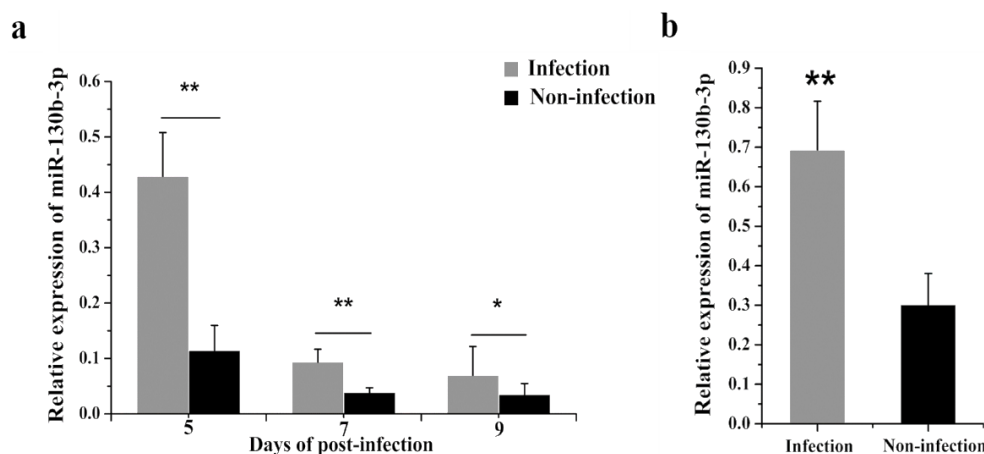 a
Relative expression of miR-130b-3p
0.6
0.5
0.4
0.3
0.2
0.1
0.0
**
**
*
Infection
Non-infection
5
7
9
Days of post-infection
b
Relative expression of miR-130b-3p
0.9
0.8
0.7
0.6
0.5
0.4
0.3
0.2
0.1
0.0
**
Infection
Non-infection